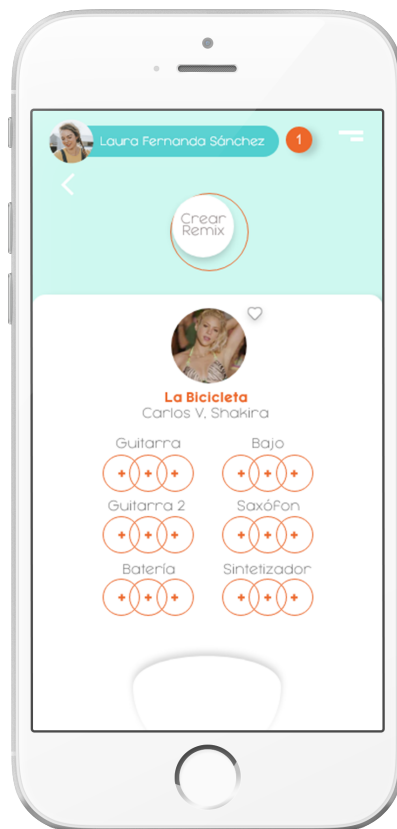 Laura Fernanda Sánchez
1
Crear
Remix
La Bicicleta
Carlos V, Shakira
Guitarra
Bajo
+ + +
+ + +
Guitarra 2
Saxófon
+ + +
+ + +
Batería
Sintetizador
+ + +
+ + +